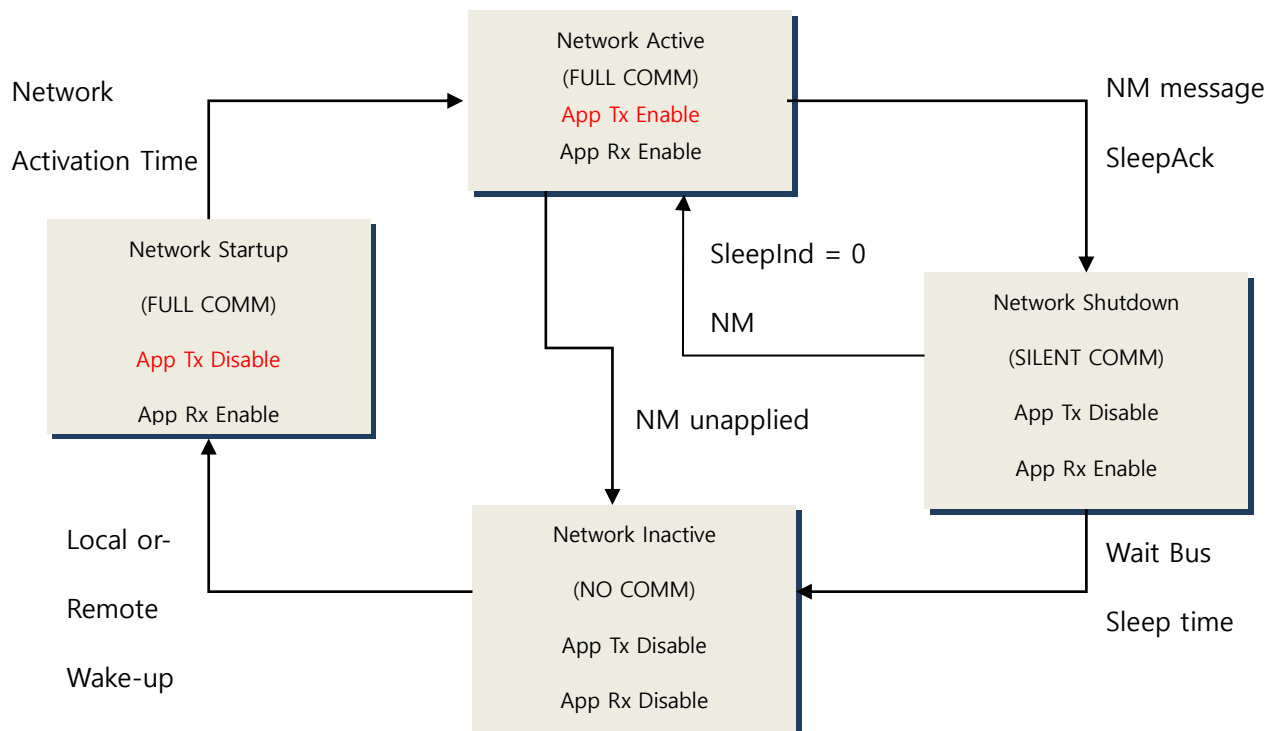 Network Active
(FULL COMM)
App Tx Enable
App Rx Enable
Network
Activation Time
NM message
SleepAck
Network Startup
(FULL COMM)
App Tx Disable
App Rx Enable
SleepInd = 0
NM
Network Shutdown
(SILENT COMM)
App Tx Disable
App Rx Enable
NM unapplied
Network Inactive
(NO COMM)
App Tx Disable
App Rx Disable
Local or-
Remote
Wake-up
Wait Bus
Sleep time